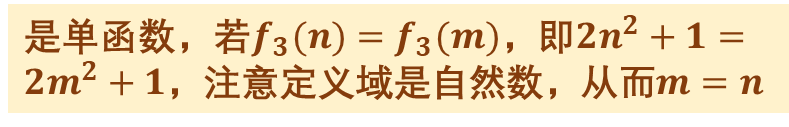 是单函数，若f₃(n) = f₃(m)，即2n² + 1 =
2m² + 1，注意定义域是自然数，从而m = n